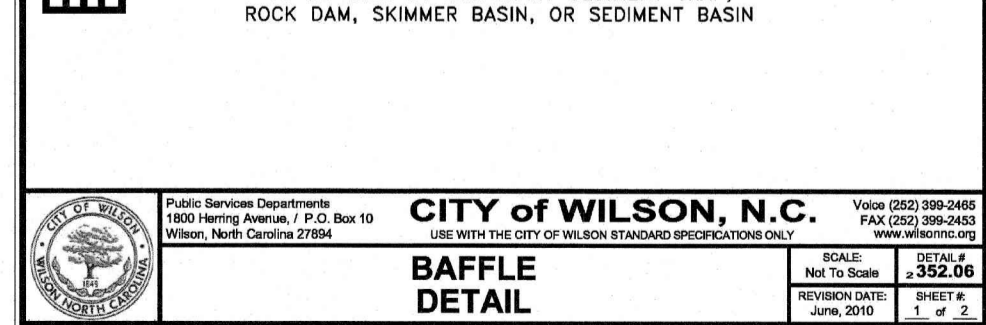 ROCK DAM, SKIMMER BASIN, OR SEDIMENT BASIN
CITY OF WILSON
WILSON NORTH CAROLINA
1849
Public Services Departments
1800 Herring Avenue, / P.O. Box 10
Wilson, North Carolina 27894
CITY of WILSON, N.C.
USE WITH THE CITY OF WILSON STANDARD SPECIFICATIONS ONLY
Voice (252) 399-2465
FAX (252) 399-2453
www.wilsonnc.org
BAFFLE
DETAIL
SCALE:
Not To Scale
DETAIL#
2352.06
REVISION DATE:
June, 2010
SHEET #:
1 of 2